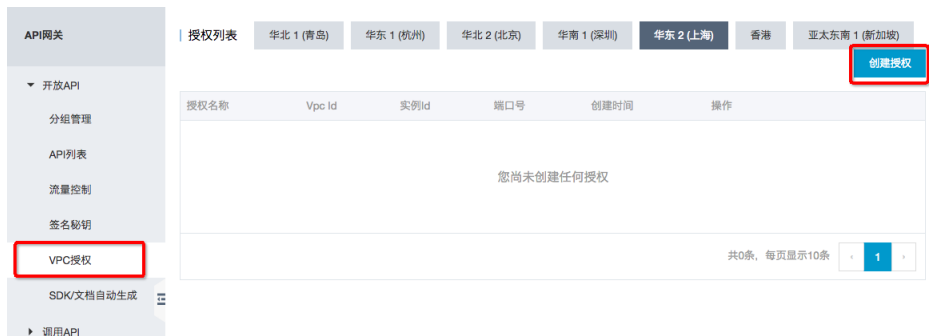 API网关
授权列表
华北 1 (青岛)
华东 1 (杭州)
华北 2 (北京)
华南 1 (深圳)
华东 2 (上海)
香港
亚太东南 1 (新加坡)
创建授权
开放API
分组管理
API列表
流量控制
签名秘钥
VPC授权
SDK/文档自动生成
调用API
授权名称 Vpc Id 实例Id 端口号 创建时间 操作
您尚未创建任何授权
共0条，每页显示10条 ‹ 1 ›